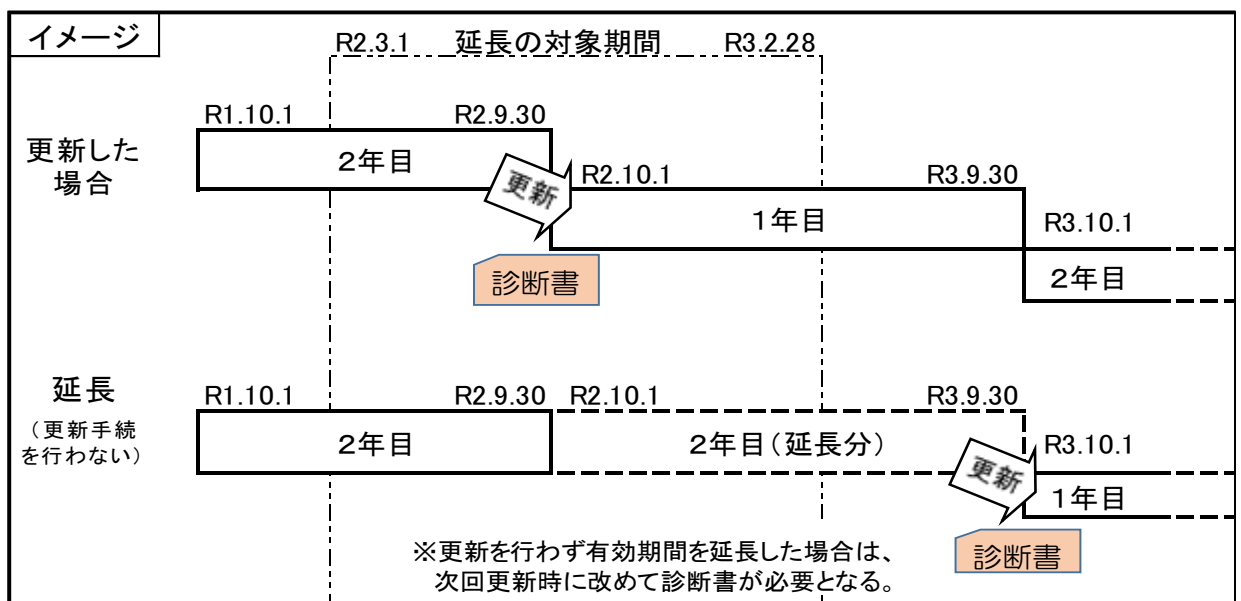 イメージ
R2.3.1 延長の対象期間 R3.2.28
R1.10.1 R2.9.30
更新した
場合
2年目
更新
R2.10.1 R3.9.30
1年目
R3.10.1
診断書
2年目
延長
(更新手続
を行わない)
R1.10.1 R2.9.30 R2.10.1 R3.9.30
2年目 2年目(延長分)
更新
R3.10.1
1年目
※更新を行わず有効期間を延長した場合は、
次回更新時に改めて診断書が必要となる。
診断書